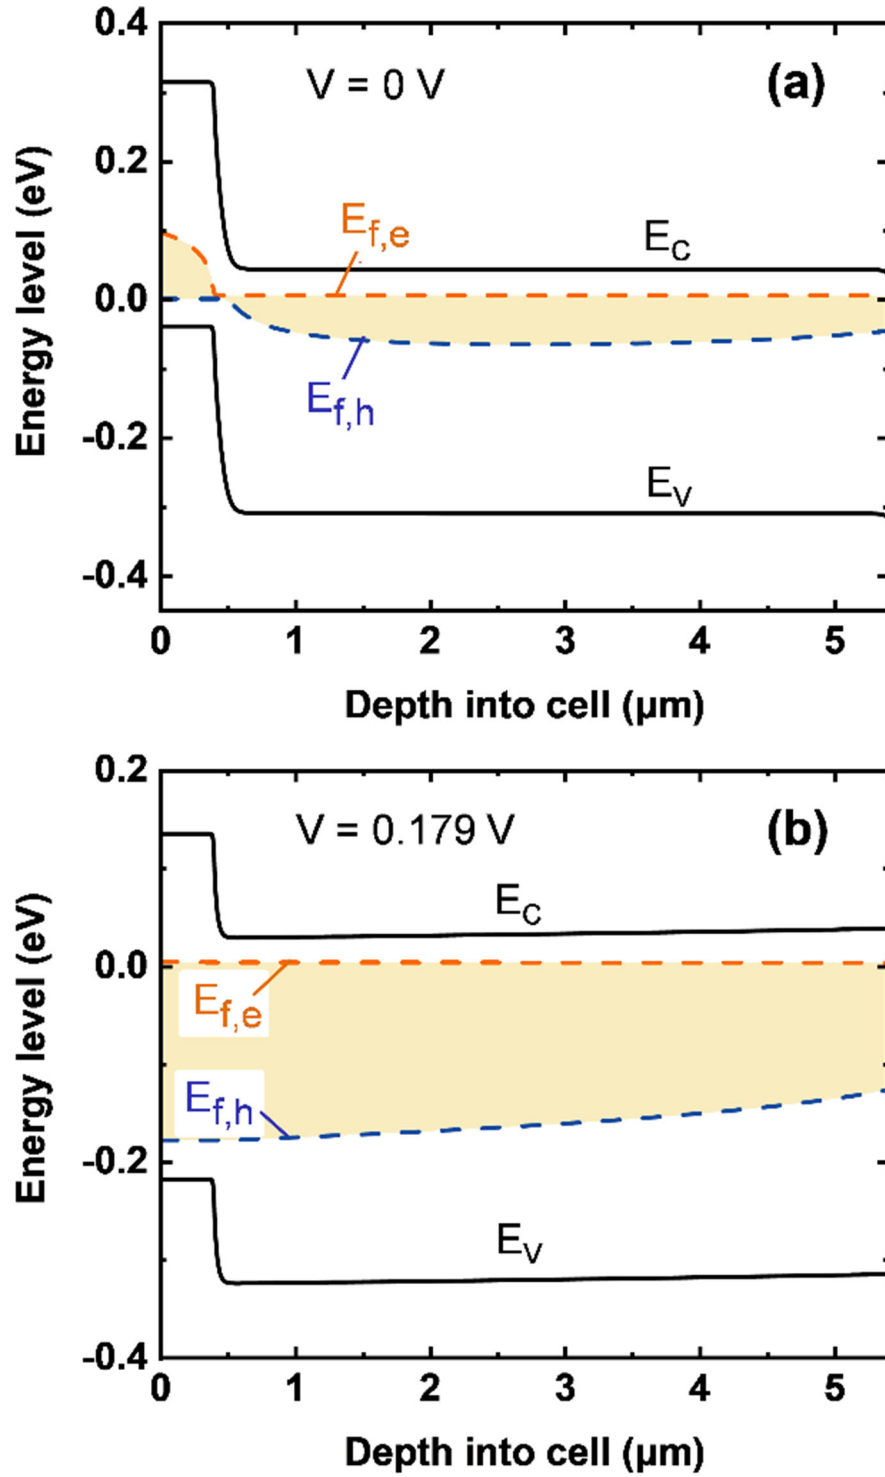 0.4
V = 0 V
(a)
0.2
E_f,e
E_C
0.0
E_f,h
-0.2
E_V
-0.4
Energy level (eV)
0 1 2 3 4 5
Depth into cell (μm)
0.2
V = 0.179 V
(b)
E_C
0.0
E_f,e
E_f,h
-0.2
E_V
-0.4
Energy level (eV)
0 1 2 3 4 5
Depth into cell (μm)